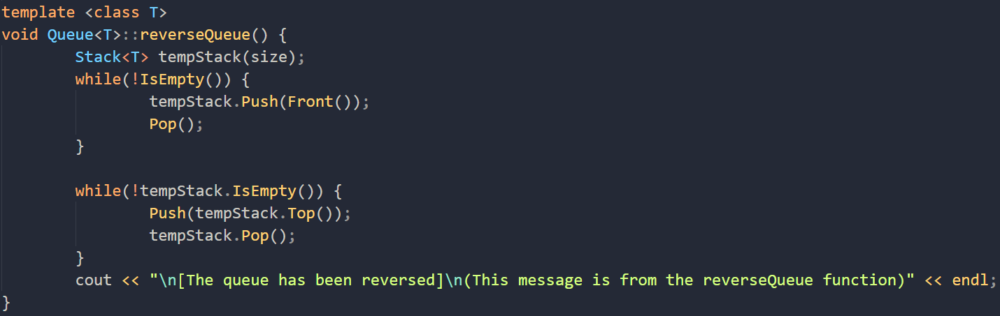 template <class T>
void Queue<T>::reverseQueue() {
        Stack<T> tempStack(size);
        while(!IsEmpty()) {
                tempStack.Push(Front());
                Pop();
        }

        while(!tempStack.IsEmpty()) {
                Push(tempStack.Top());
                tempStack.Pop();
        }
        cout << "\n[The queue has been reversed]\n(This message is from the reverseQueue function)" << endl;
}